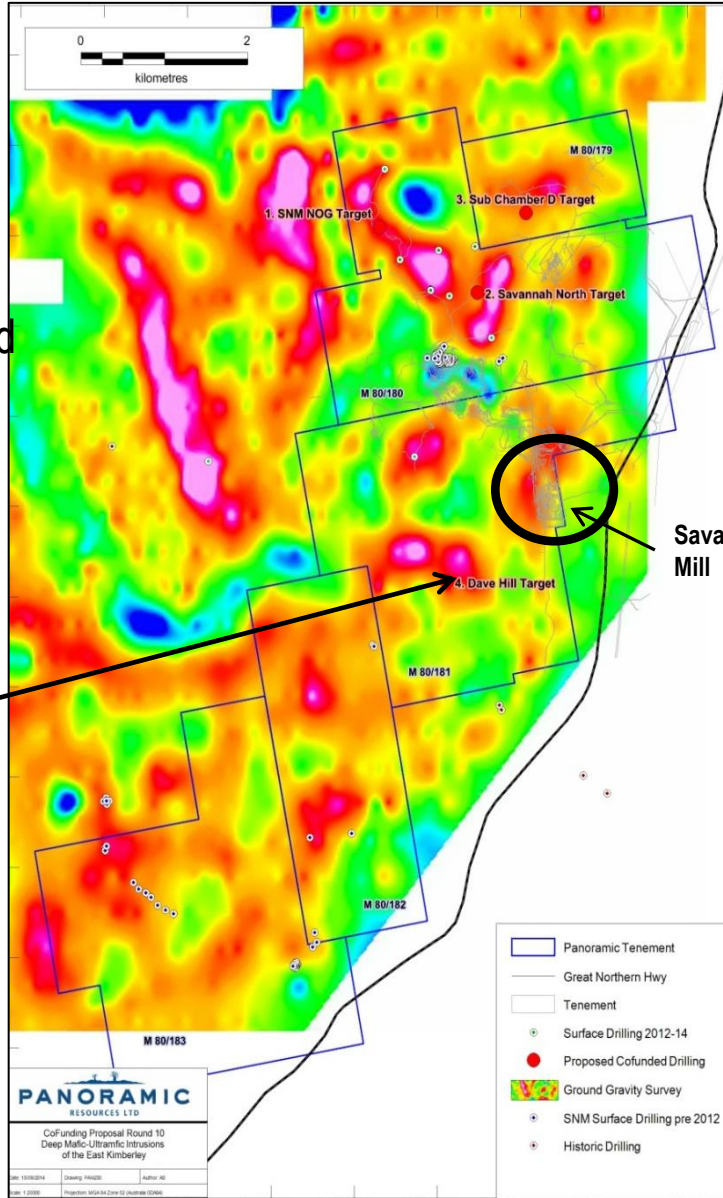 0 2
kilometres
M 80/179
1. SNM NOG Target
3. Sub Chamber D Target
2. Savannah North Target
d
M 80/180
Sava
Mill
4. Dave Hill Target
M 80/181
M 80/182
M 80/183
Panoramic Tenement
Great Northern Hwy
Tenement
Surface Drilling 2012-14
Proposed Cofunded Drilling
Ground Gravity Survey
SNM Surface Drilling pre 2012
Historic Drilling
PANORAMIC
RESOURCES LTD
CoFunding Proposal Round 10
Deep Mafic-Ultramfic Intrusions
of the East Kimberley
Author: AB